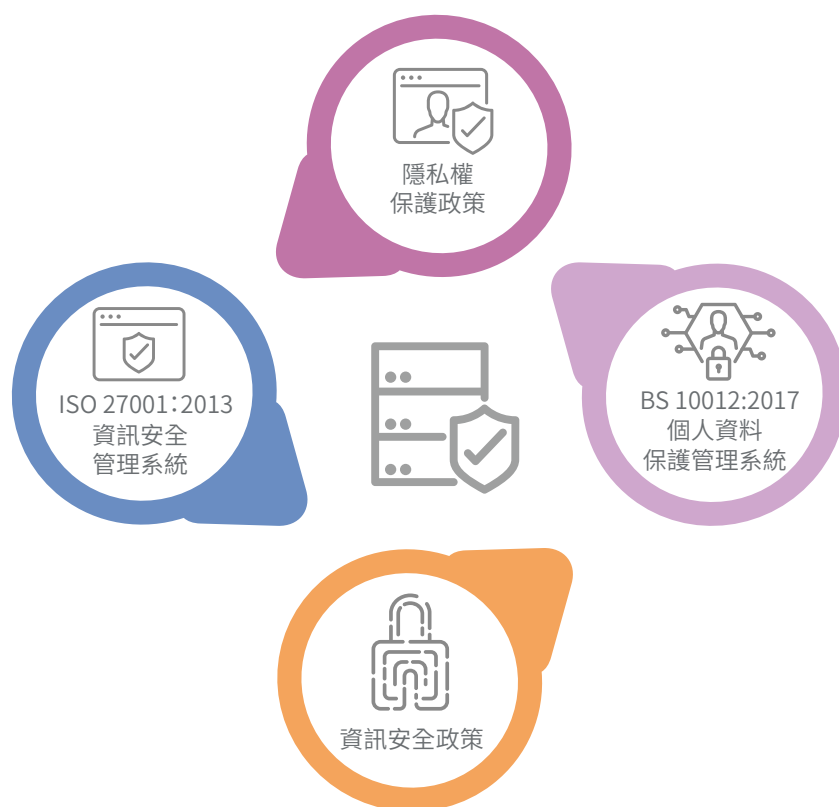 隱私權
保護政策
ISO 27001：2013
資訊安全
管理系統
BS 10012:2017
個人資料
保護管理系統
資訊安全政策